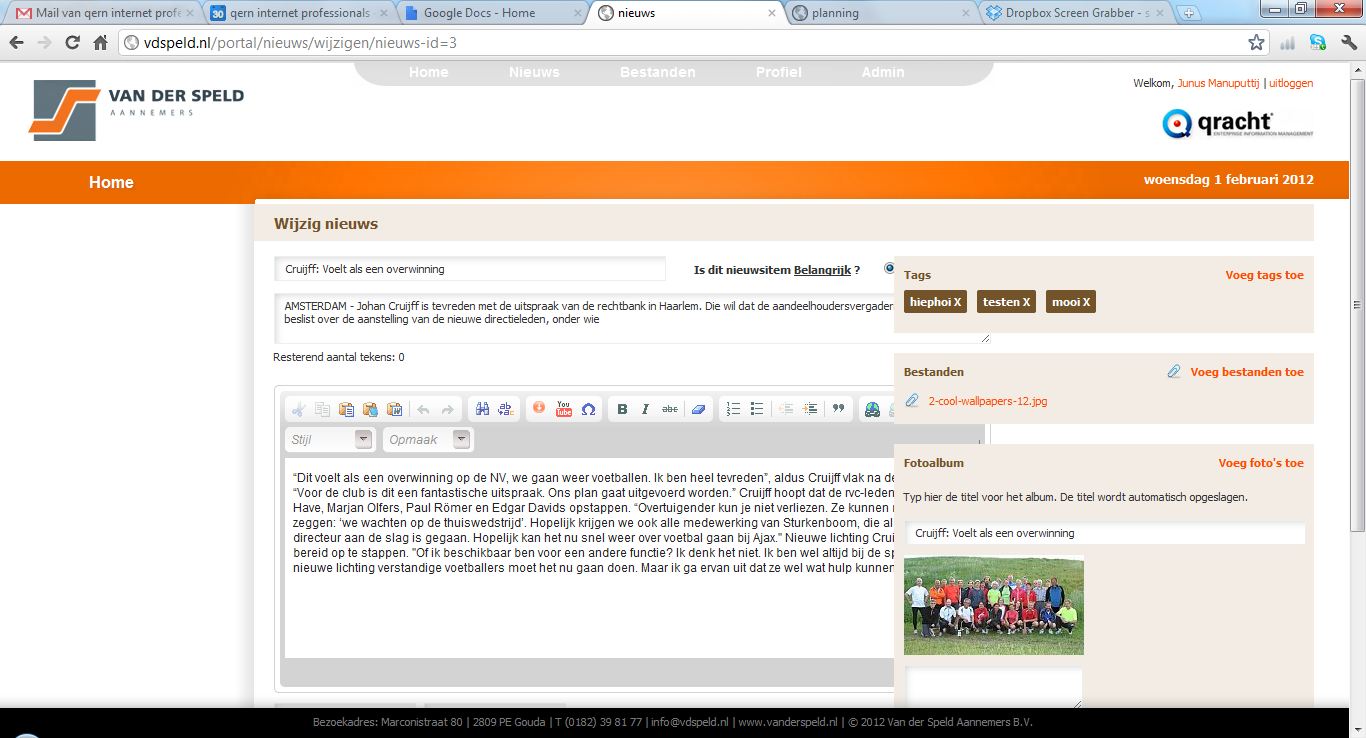 Mail van qern internet profe
qern internet professionals -
Google Docs - Home
nieuws
planning
Dropbox Screen Grabber - s
vdspeld.nl/portal/nieuws/wijzigen/nieuws-id=3
Home Nieuws Bestanden Profiel Admin
Welkom, Junus Manuputtij | uitloggen
VAN DER SPELD
AANNEMERS
qracht
ENTERPRISE INFORMATION MANAGEMENT
Home
woensdag 1 februari 2012
Wijzig nieuws
Cruijff: Voelt als een overwinning
Is dit nieuwsitem Belangrijk ?
AMSTERDAM - Johan Cruijff is tevreden met de uitspraak van de rechtbank in Haarlem. Die wil dat de aandeelhoudersvergader
beslist over de aanstelling van de nieuwe directieleden, onder wie
Resterend aantal tekens: 0
Stijl
Opmaak
“Dit voelt als een overwinning op de NV, we gaan weer voetballen. Ik ben heel tevreden”, aldus Cruijff vlak na de
“Voor de club is dit een fantastische uitspraak. Ons plan gaat uitgevoerd worden.” Cruijff hoopt dat de rvc-leden
Have, Marjan Olfers, Paul Römer en Edgar Davids opstappen. “Overtuigender kun je niet verliezen. Ze kunnen n
zeggen: ‘we wachten op de thuiswedstrijd’. Hopelijk krijgen we ook alle medewerking van Sturkenboom, die al
directeur aan de slag is gegaan. Hopelijk kan het nu snel weer over voetbal gaan bij Ajax." Nieuwe lichting Crui
bereid op te stappen. "Of ik beschikbaar ben voor een andere functie? Ik denk het niet. Ik ben wel altijd bij de sp
nieuwe lichting verstandige voetballers moet het nu gaan doen. Maar ik ga ervan uit dat ze wel wat hulp kunnen
Tags
Voeg tags toe
hiephoi X testen X mooi X
Bestanden
Voeg bestanden toe
2-cool-wallpapers-12.jpg
Fotoalbum
Voeg foto's toe
Typ hier de titel voor het album. De titel wordt automatisch opgeslagen.
Cruijff: Voelt als een overwinning
Bezoekadres: Marconistraat 80 | 2809 PE Gouda | T (0182) 39 81 77 | info@vdspeld.nl | www.vanderspeld.nl | © 2012 Van der Speld Aannemers B.V.